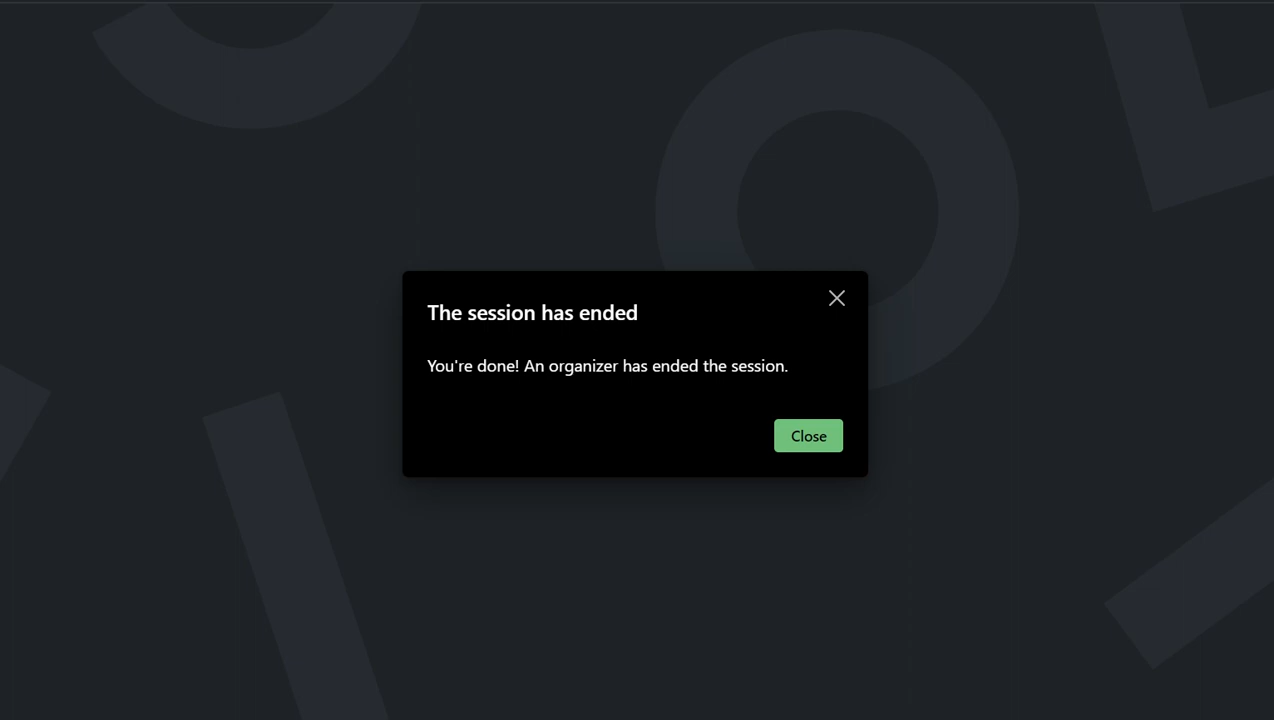 The session has ended
You're done! An organizer has ended the session.
Close